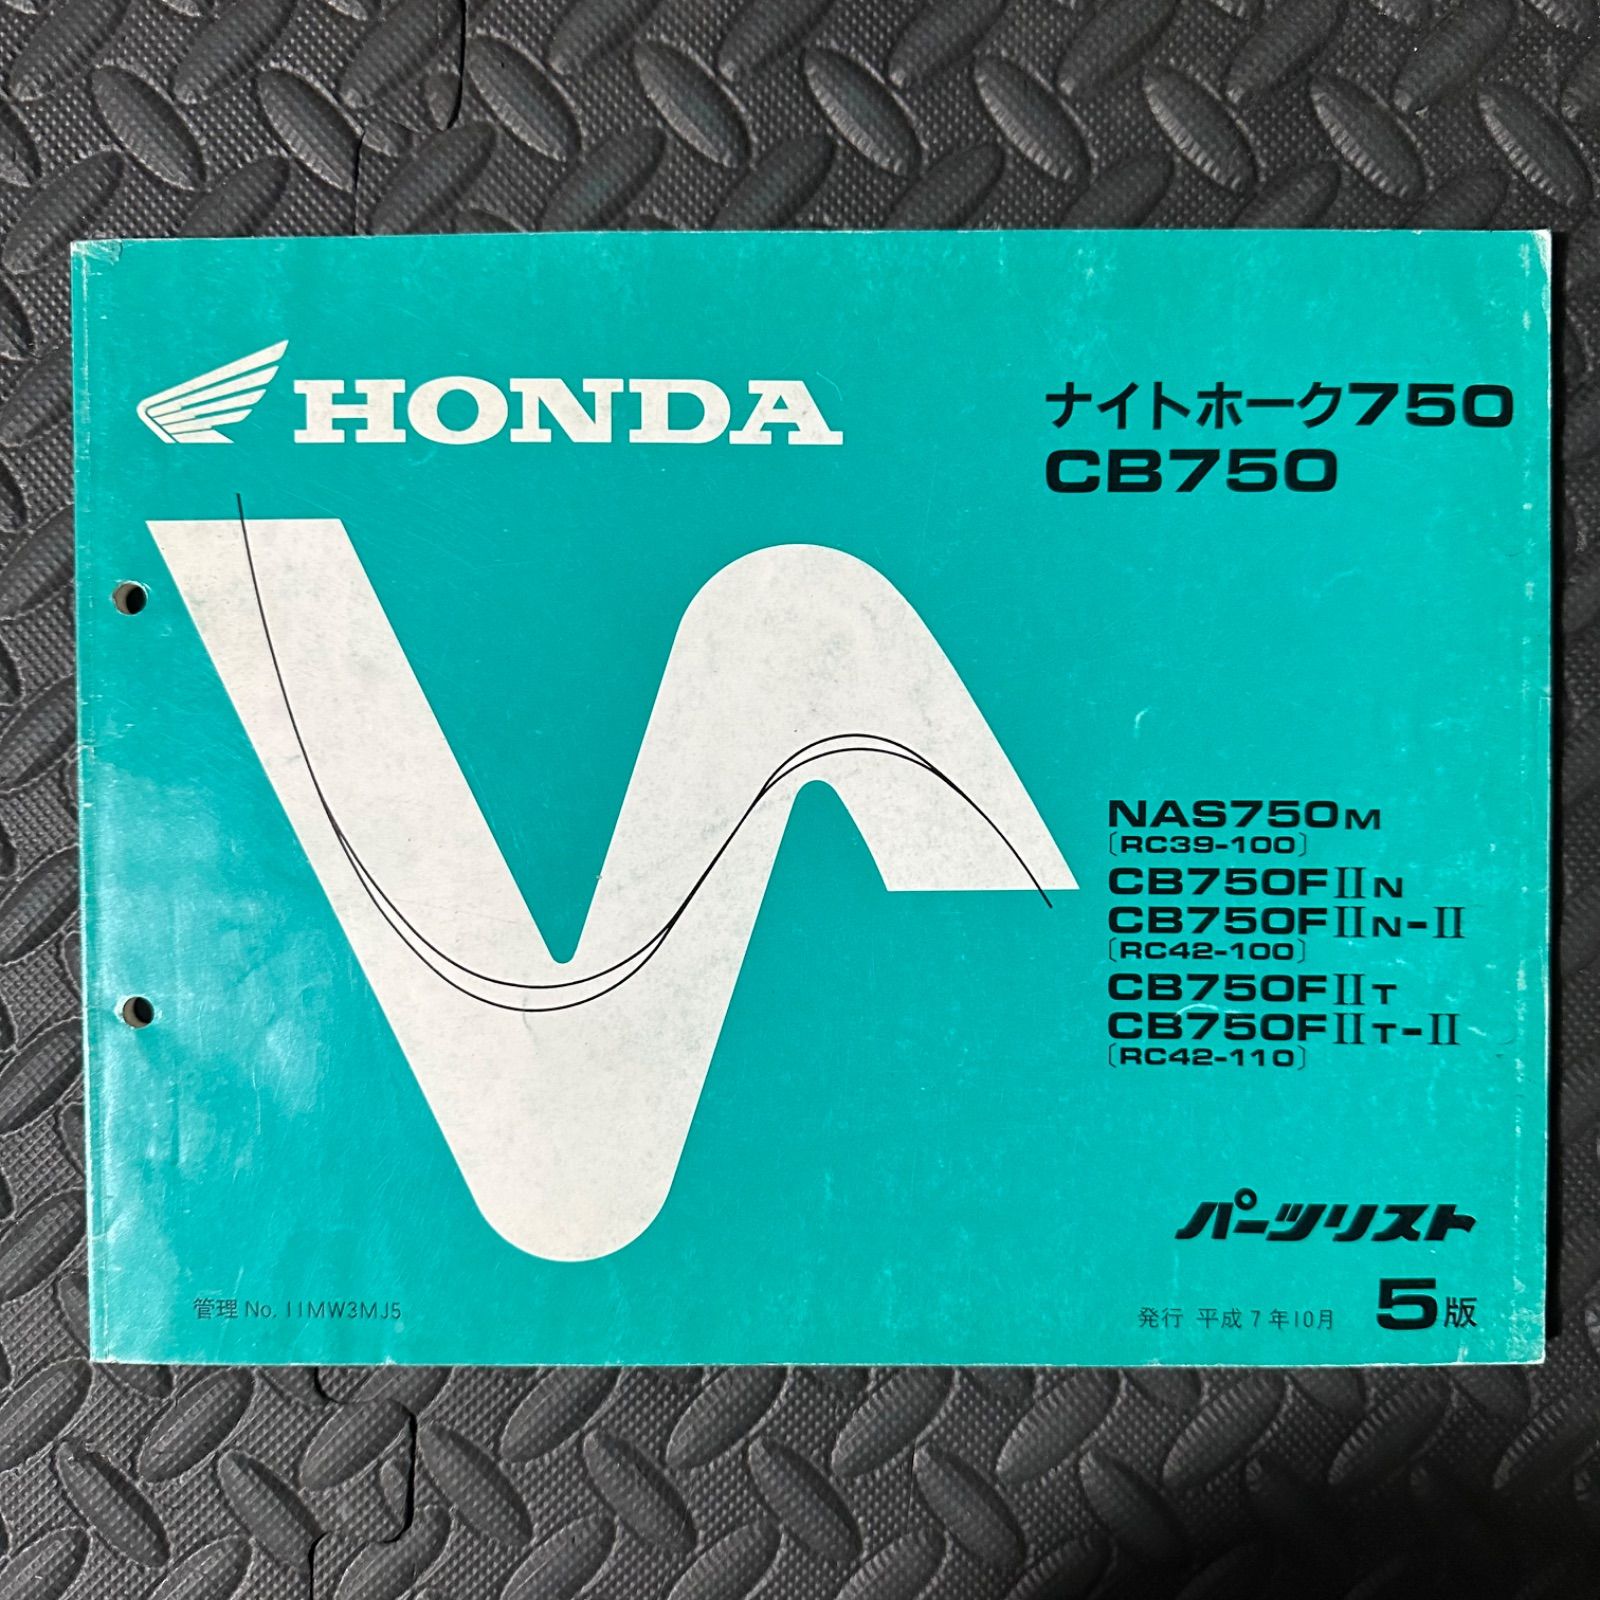 HONDA
ナイトホーク750
CB750
NAS750M
〔RC39-100〕
CB750FⅡN
CB750FⅡN-Ⅱ
〔RC42-100〕
CB750FⅡT
CB750FⅡT-Ⅱ
〔RC42-110〕
パーツリスト
管理 No. 11MW3MJ5
発行 平成7年10月 5版